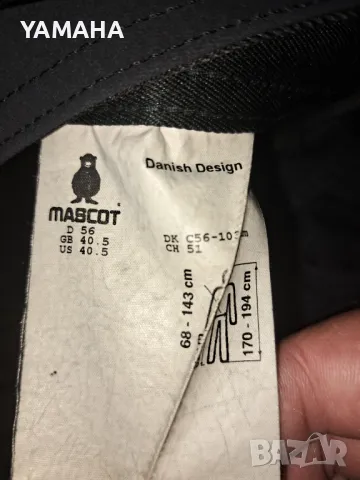 YAMAHA
Danish Design
MASCOT
D 56
GB 40.5
US 40.5
DK C56-103m
CH 51
68 - 143 cm
170 - 194 cm
BAZAR